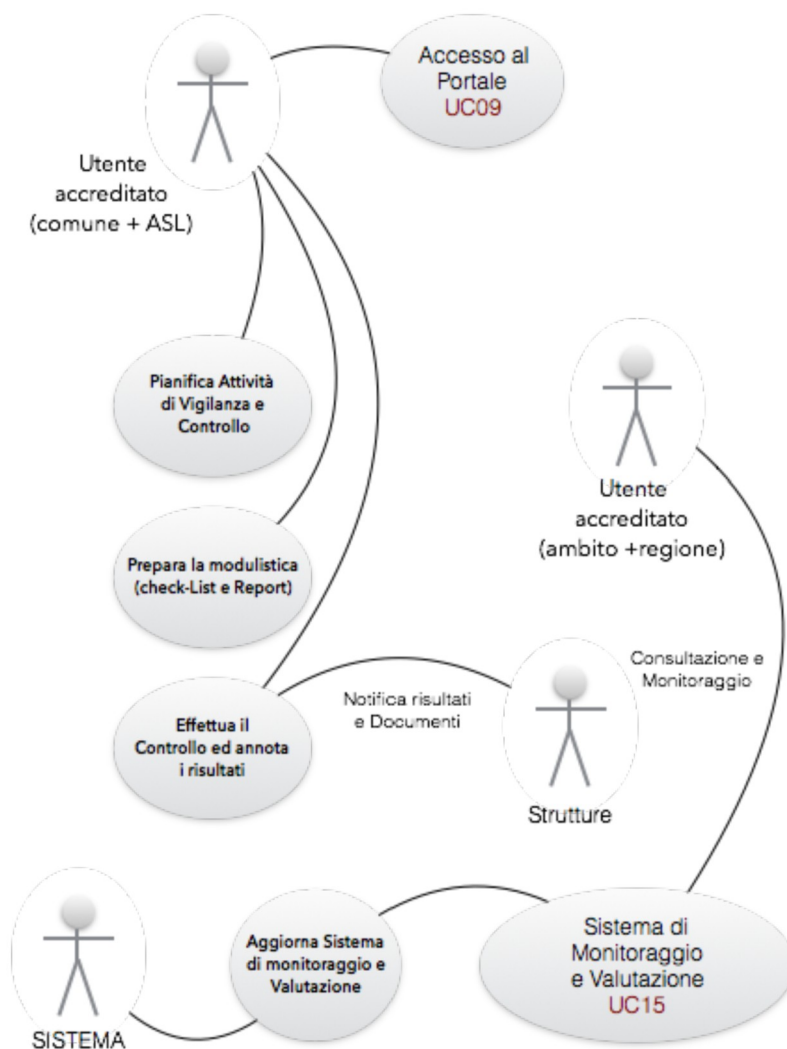 Accesso al
Portale
UC09
Utente
accreditato
(comune + ASL)
Pianifica Attività
di Vigilanza e
Controllo
Utente
accreditato
(ambito +regione)
Prepara la modulistica
(check-List e Report)
Consultazione e
Monitoraggio
Notifica risultati
e Documenti
Effettua il
Controllo ed annota
i risultati
Strutture
Aggiorna Sistema
di monitoraggio e
Valutazione
Sistema di
Monitoraggio
e Valutazione
UC15
SISTEMA